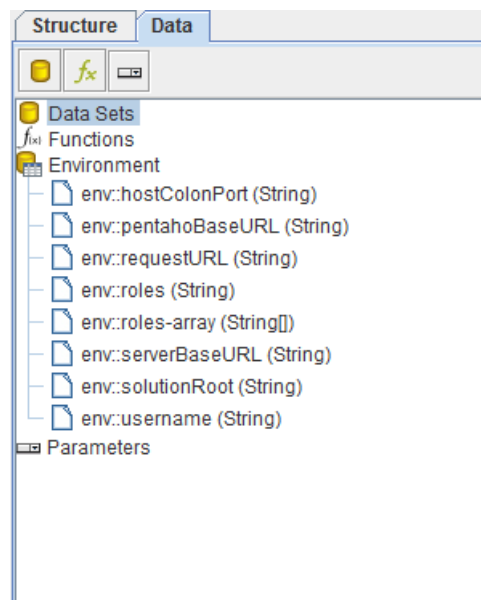 Structure Data
fx
Data Sets
f(x) Functions
Environment
env::hostColonPort (String)
env::pentahoBaseURL (String)
env::requestURL (String)
env::roles (String)
env::roles-array (String[])
env::serverBaseURL (String)
env::solutionRoot (String)
env::username (String)
Parameters